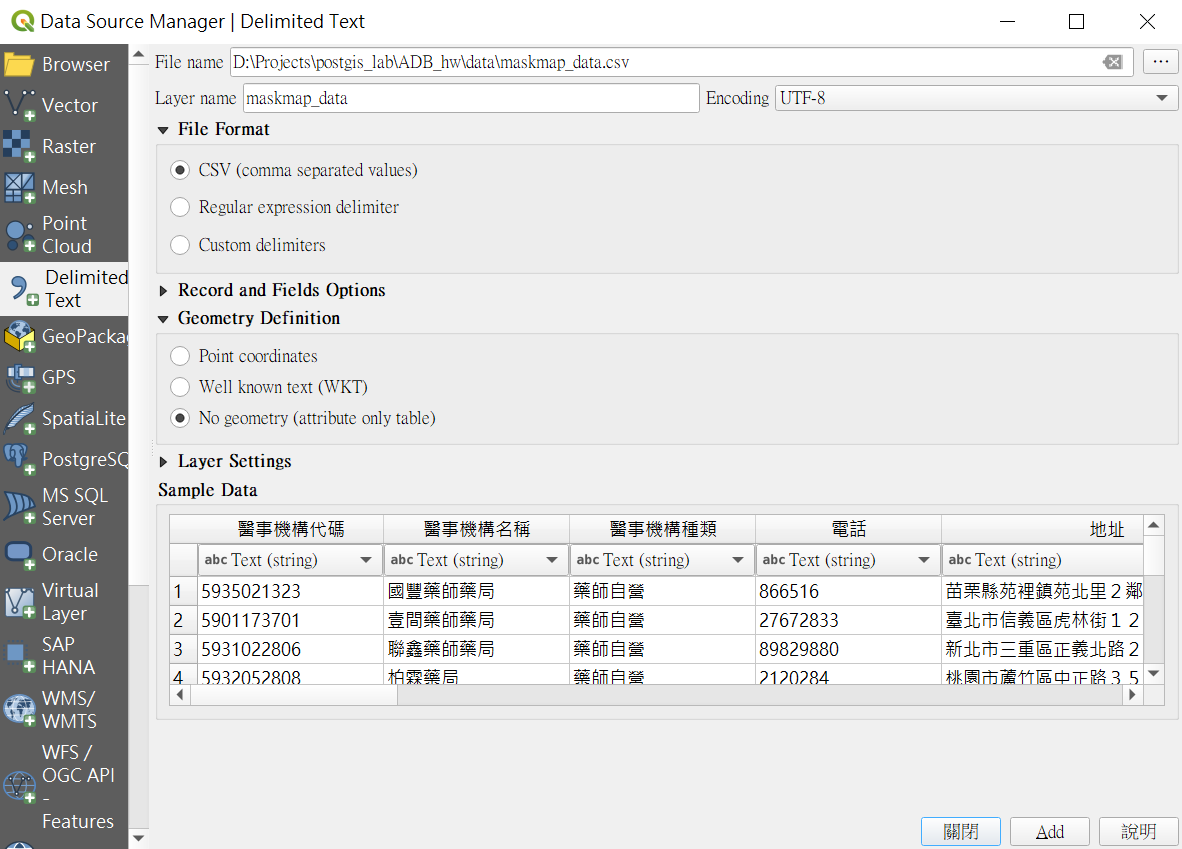 Data Source Manager | Delimited Text
Browser
Vector
Raster
Mesh
Point
Cloud
Delimited
Text
GeoPacka
GPS
SpatiaLite
PostgreSQ
MS SQL
Server
Oracle
Virtual
Layer
SAP
HANA
WMS/
WMTS
WFS /
OGC API
-
Features
File name D:\Projects\postgis_lab\ADB_hw\data\maskmap_data.csv ...
Layer name maskmap_data Encoding UTF-8
File Format
CSV (comma separated values)
Regular expression delimiter
Custom delimiters
Record and Fields Options
Geometry Definition
Point coordinates
Well known text (WKT)
No geometry (attribute only table)
Layer Settings
Sample Data
醫事機構代碼 醫事機構名稱 醫事機構種類 電話 地址
abc Text (string) abc Text (string) abc Text (string) abc Text (string) abc Text (string)
1 5935021323 國豐藥師藥局 藥師自營 866516 苗栗縣苑裡鎮苑北里２鄰
2 5901173701 壹間藥師藥局 藥師自營 27672833 臺北市信義區虎林街１２
3 5931022806 聯鑫藥師藥局 藥師自營 89829880 新北市三重區正義北路２
4 5932052808 柏霖藥局 藥師自營 2120284 桃園市蘆竹區中正路３５
關閉 Add 說明